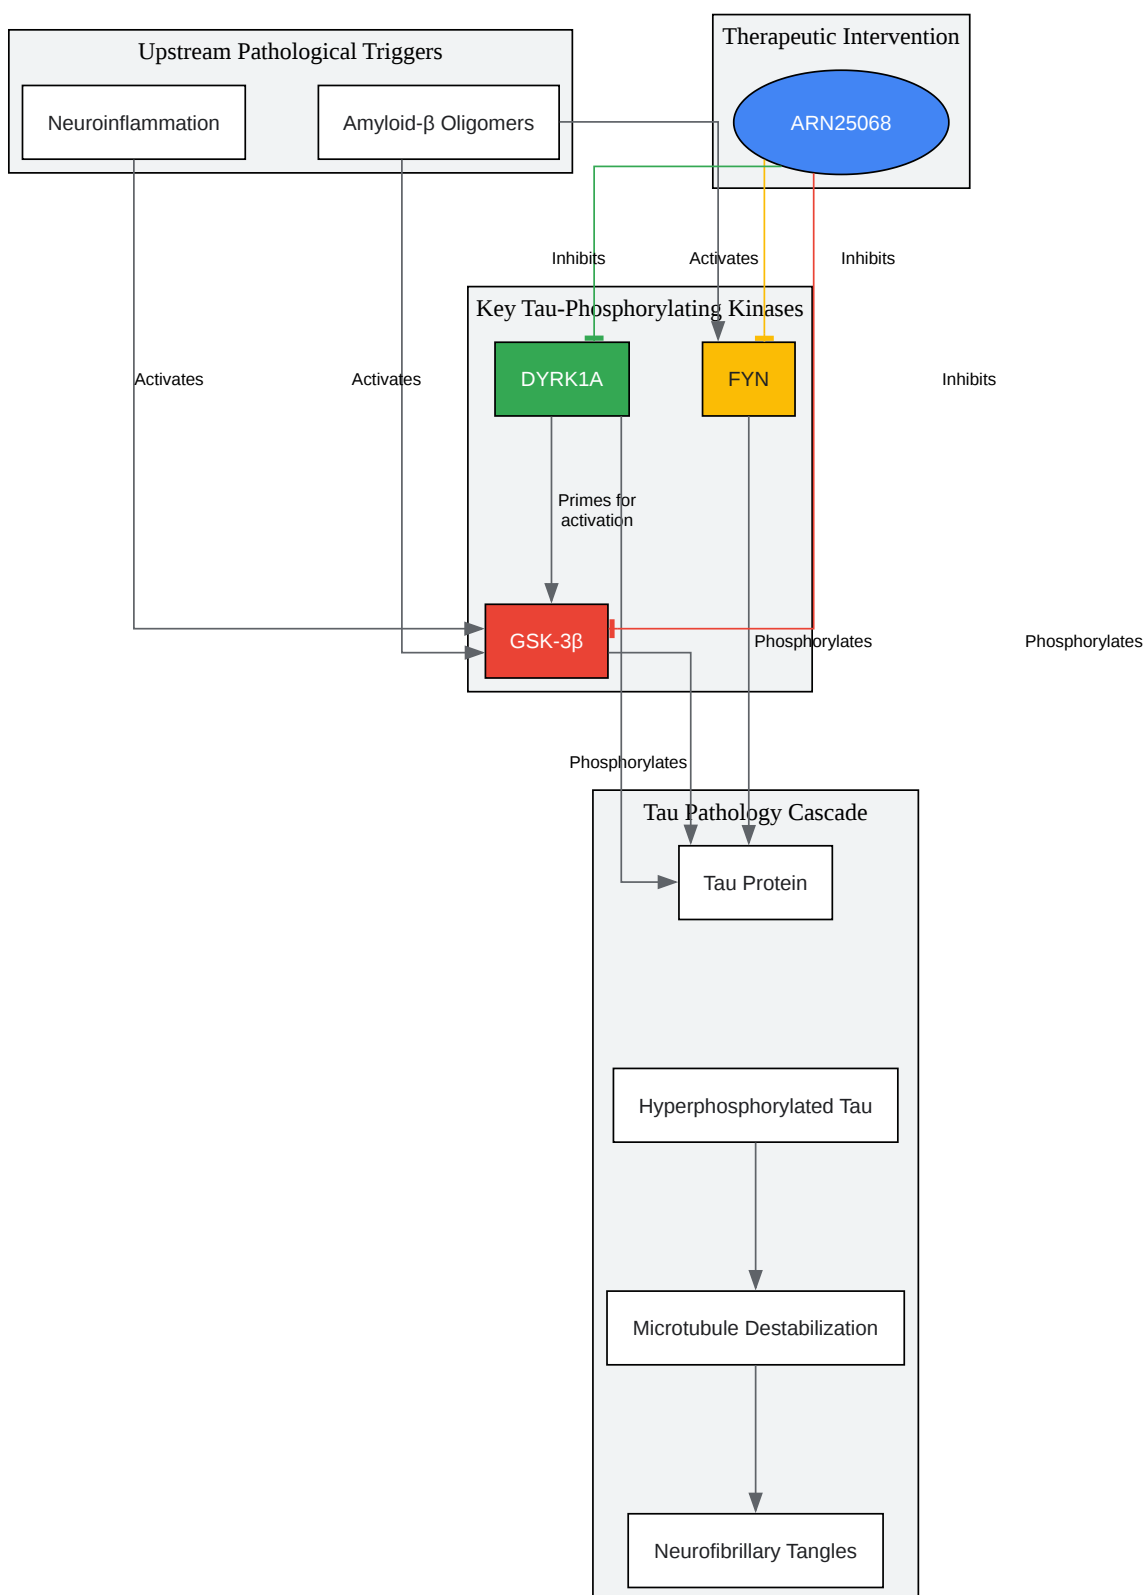 Upstream Pathological Triggers
Therapeutic Intervention
Neuroinflammation
Amyloid-β Oligomers
ARN25068
Inhibits
Activates
Inhibits
Key Tau-Phosphorylating Kinases
DYRK1A
FYN
Activates
Activates
Inhibits
Primes for
activation
GSK-3β
Phosphorylates
Phosphorylates
Phosphorylates
Tau Pathology Cascade
Tau Protein
Hyperphosphorylated Tau
Microtubule Destabilization
Neurofibrillary Tangles